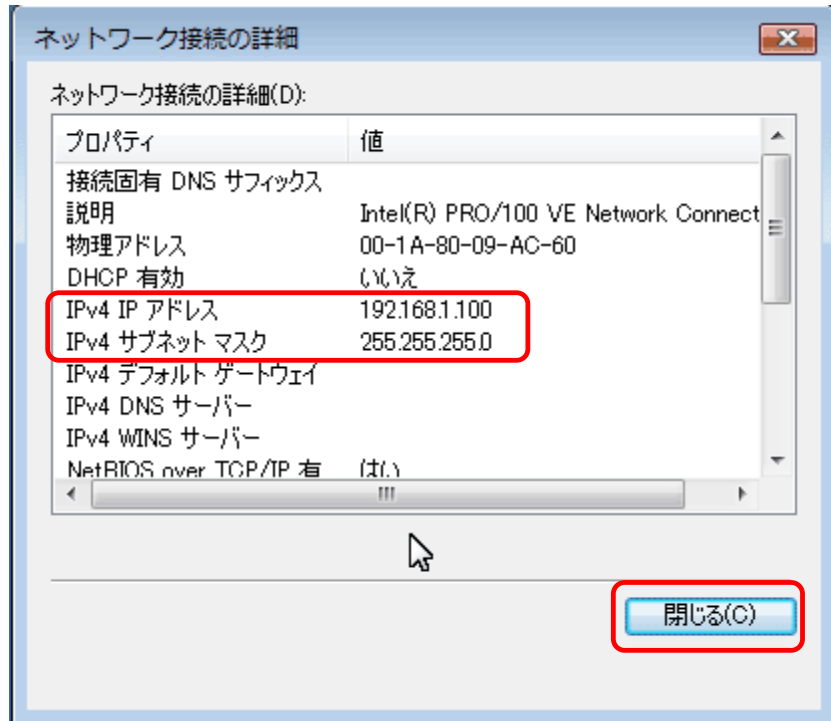 ネットワーク接続の詳細
ネットワーク接続の詳細(D):
プロパティ 値
接続固有 DNS サフィックス
説明 Intel(R) PRO/100 VE Network Connect
物理アドレス 00-1A-80-09-AC-60
DHCP 有効 いいえ
IPv4 IP アドレス 192.168.1.100
IPv4 サブネット マスク 255.255.255.0
IPv4 デフォルト ゲートウェイ
IPv4 DNS サーバー
IPv4 WINS サーバー
NetBIOS over TCP/IP 有 はい
閉じる(C)